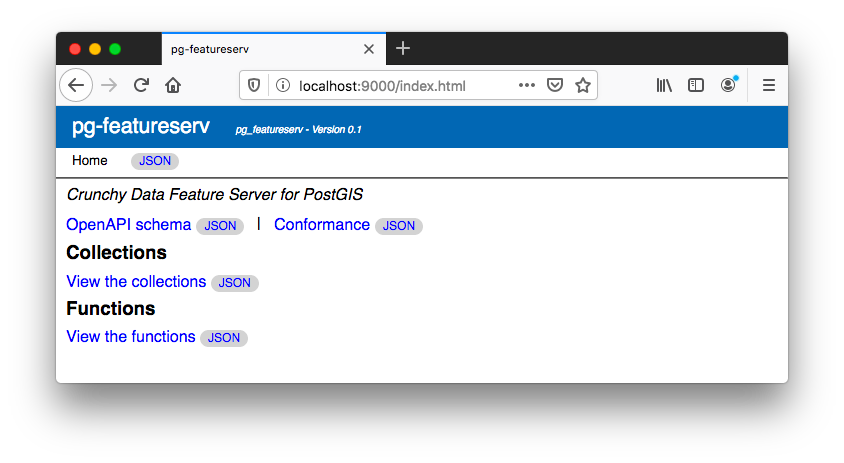 pg-featureserv
localhost:9000/index.html
pg-featureserv pg_featureserv - Version 0.1
Home JSON
Crunchy Data Feature Server for PostGIS
OpenAPI schema JSON | Conformance JSON
Collections
View the collections JSON
Functions
View the functions JSON